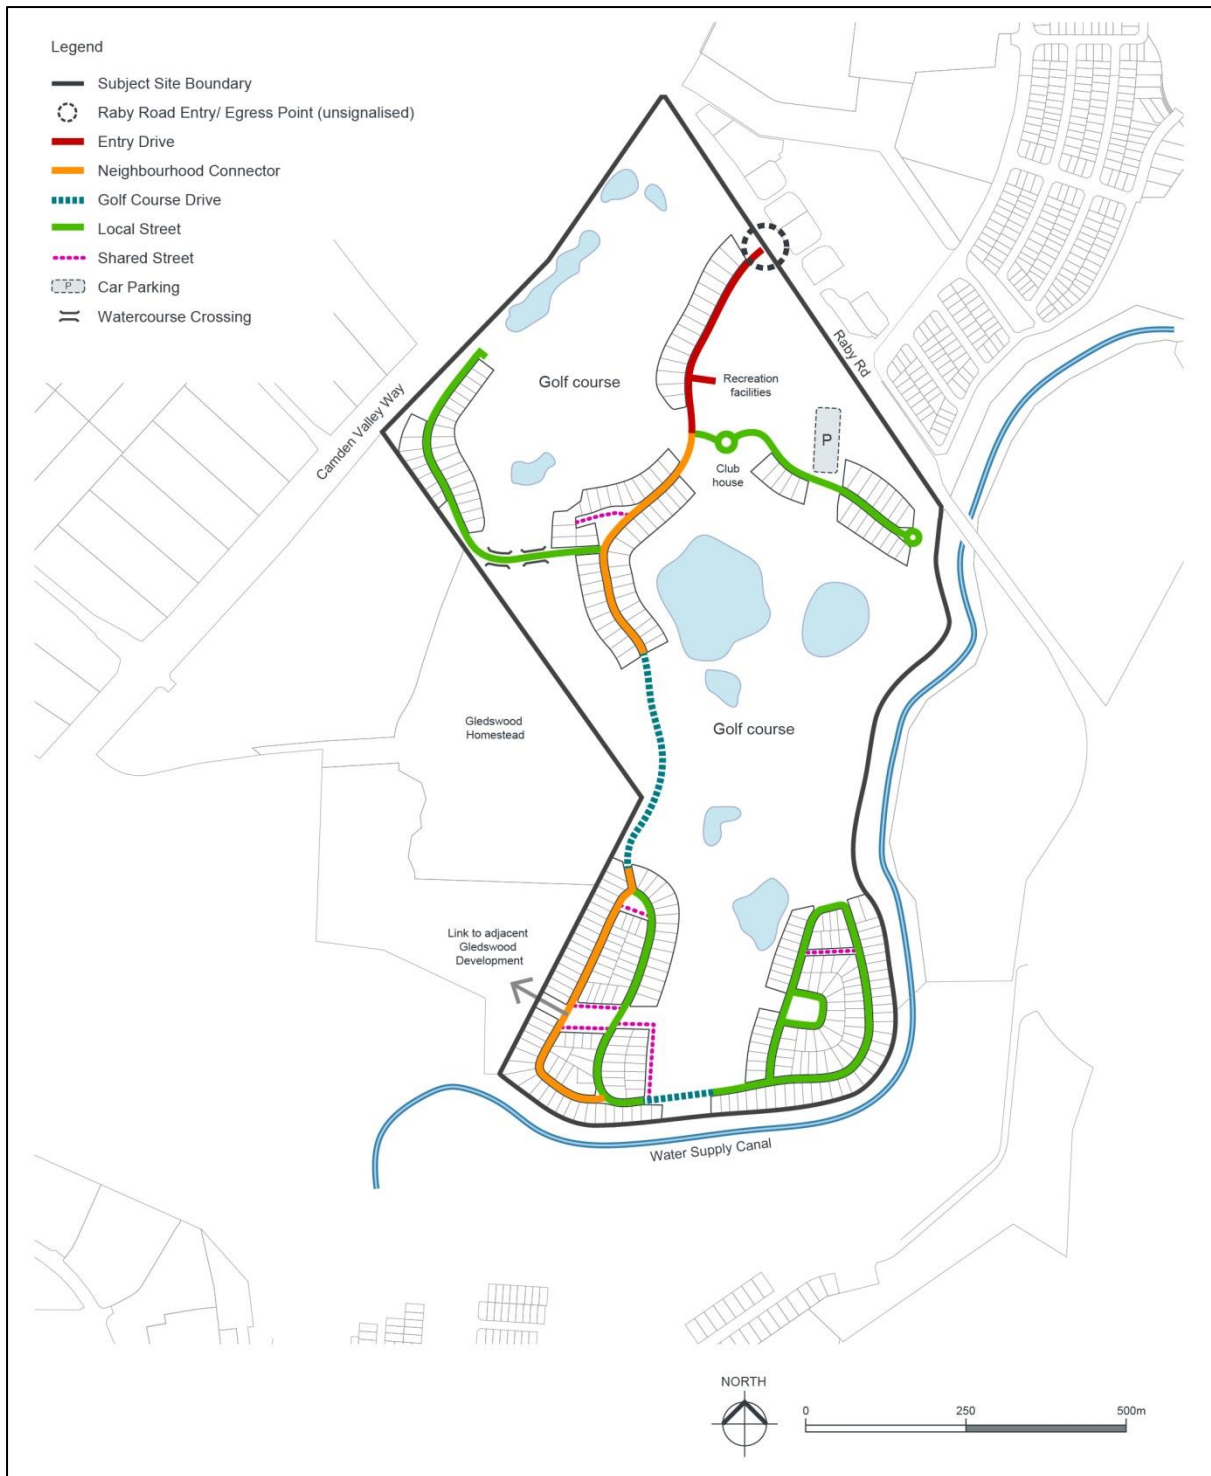 Legend
Subject Site Boundary
Raby Road Entry/ Egress Point (unsignalised)
Entry Drive
Neighbourhood Connector
Golf Course Drive
Local Street
Shared Street
P
Car Parking
Watercourse Crossing
Raby Rd
Golf course
Recreation
facilities
Camden Valley Way
P
Club
house
Gledswood
Homestead
Golf course
Link to adjacent
Gledswood
Development
Water Supply Canal
NORTH
0
250
500m